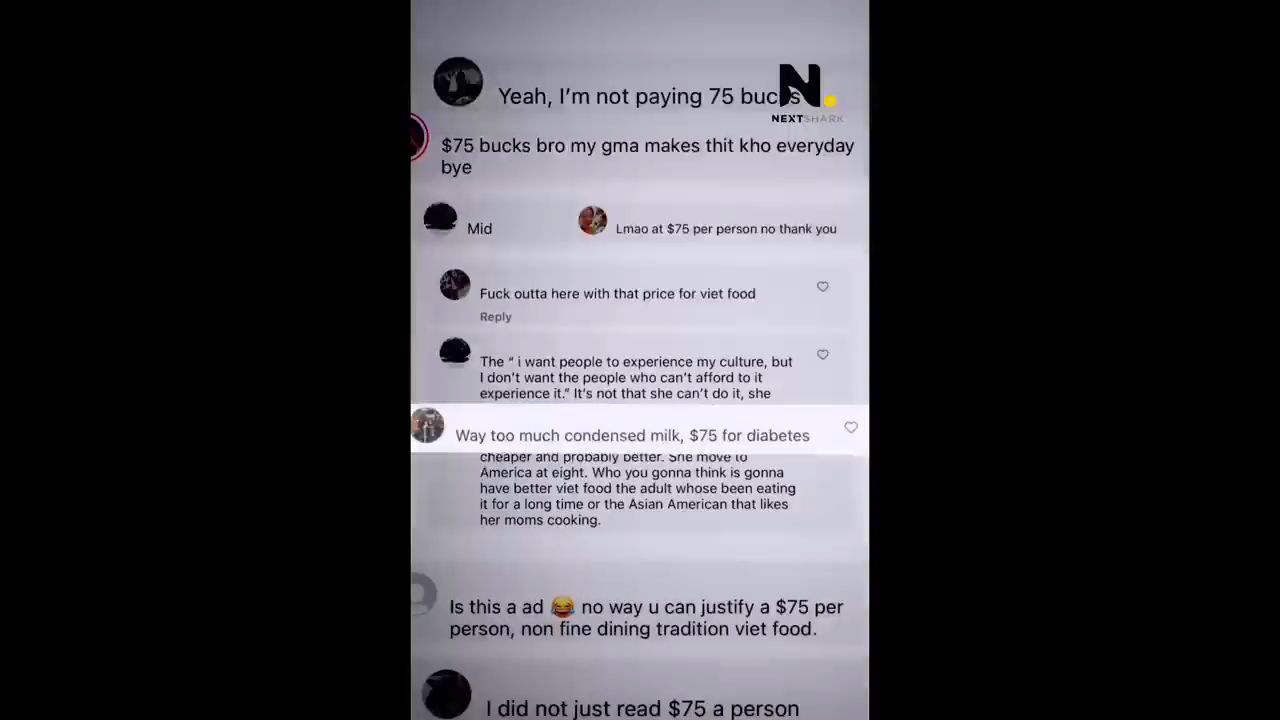 Yeah, I'm not paying 75 bucks
NEXTSHARK
$75 bucks bro my gma makes thit kho everyday
bye
Mid
Lmao at $75 per person no thank you
Fuck outta here with that price for viet food
Reply
The “ i want people to experience my culture, but
I don't want the people who can't afford to it
experience it.” It's not that she can't do it, she
Way too much condensed milk, $75 for diabetes
cheaper and probably better. She move to
America at eight. Who you gonna think is gonna
have better viet food the adult whose been eating
it for a long time or the Asian American that likes
her moms cooking.
Is this a ad 😂 no way u can justify a $75 per
person, non fine dining tradition viet food.
I did not just read $75 a person